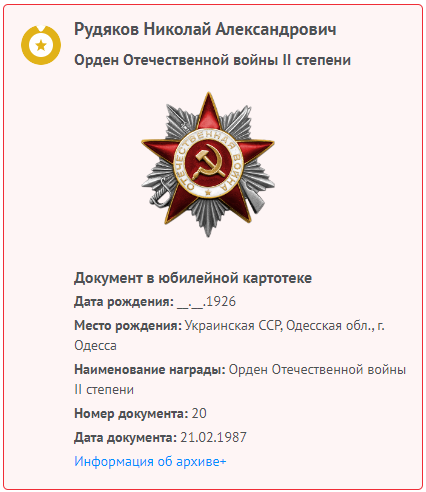 Рудяков Николай Александрович
Орден Отечественной войны II степени
ОТЕЧЕСТВЕННАЯ ВОЙНА
Документ в юбилейной картотеке
Дата рождения: __.__.1926
Место рождения: Украинская ССР, Одесская обл., г.
Одесса
Наименование награды: Орден Отечественной войны
II степени
Номер документа: 20
Дата документа: 21.02.1987
Информация об архиве+